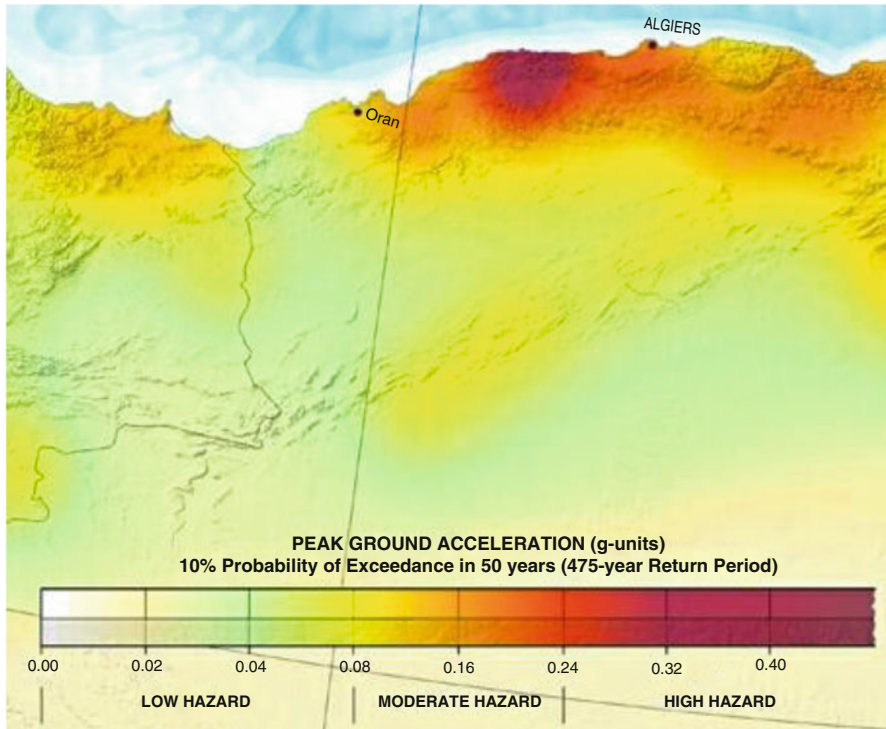 ALGIERS
Oran
PEAK GROUND ACCELERATION (g-units)
10% Probability of Exceedance in 50 years (475-year Return Period)
0.00 0.02 0.04 0.08 0.16 0.24 0.32 0.40
LOW HAZARD MODERATE HAZARD HIGH HAZARD